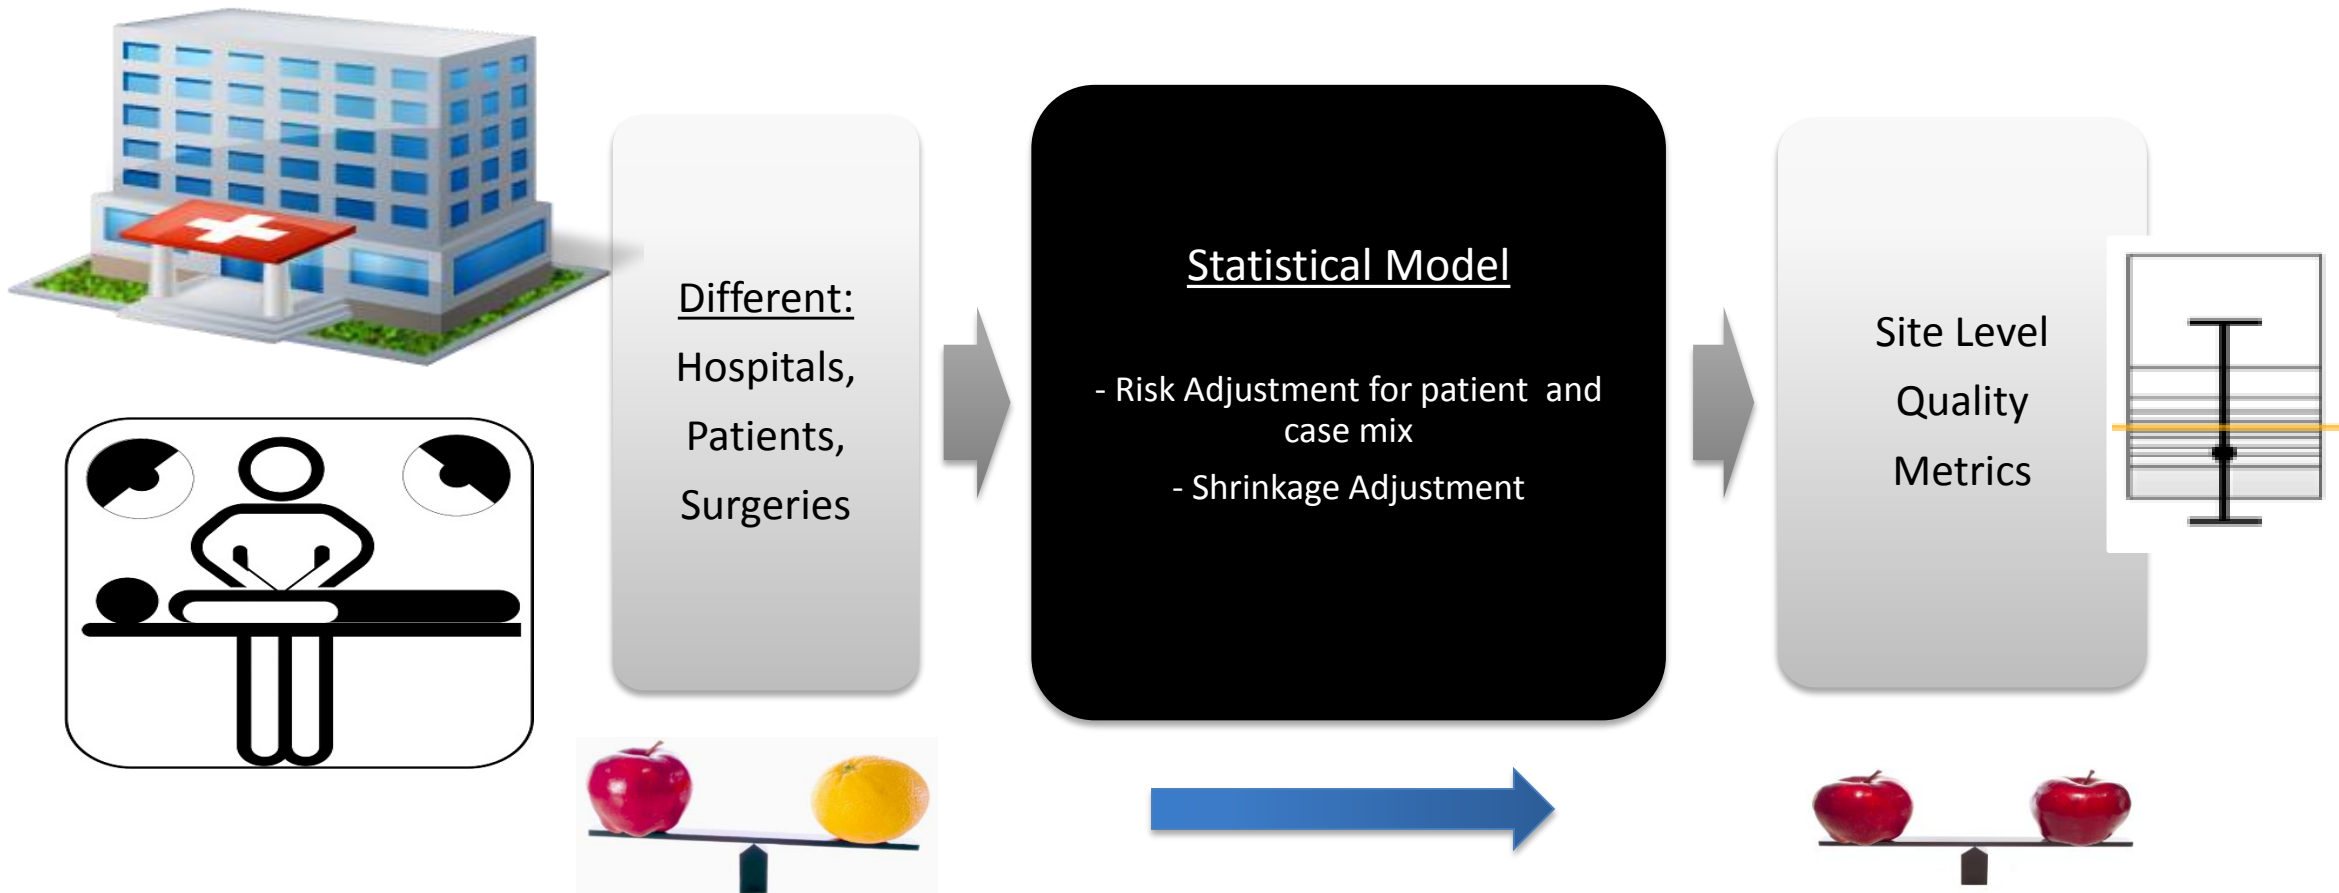 Different:
Hospitals,
Patients,
Surgeries
Statistical Model
- Risk Adjustment for patient  and
case mix
- Shrinkage Adjustment
Site Level
Quality
Metrics